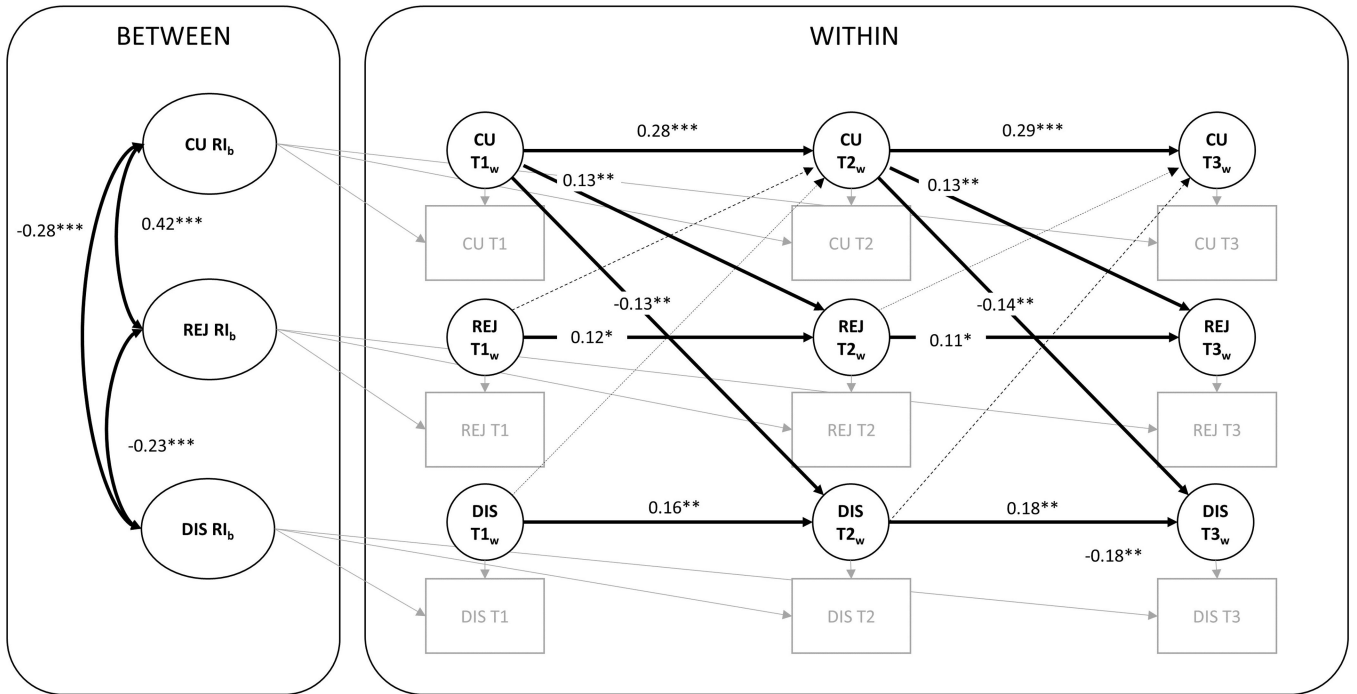 BETWEEN
WITHIN
CU RIb
REJ RIb
DIS RIb
-0.28***
0.42***
-0.23***
CU
T1w
0.28***
CU
T2w
0.29***
CU
T3w
0.13**
0.13**
CU T1
CU T2
CU T3
-0.13**
-0.14**
REJ
T1w
0.12*
REJ
T2w
0.11*
REJ
T3w
REJ T1
REJ T2
REJ T3
DIS
T1w
0.16**
DIS
T2w
0.18**
DIS
T3w
-0.18**
DIS T1
DIS T2
DIS T3